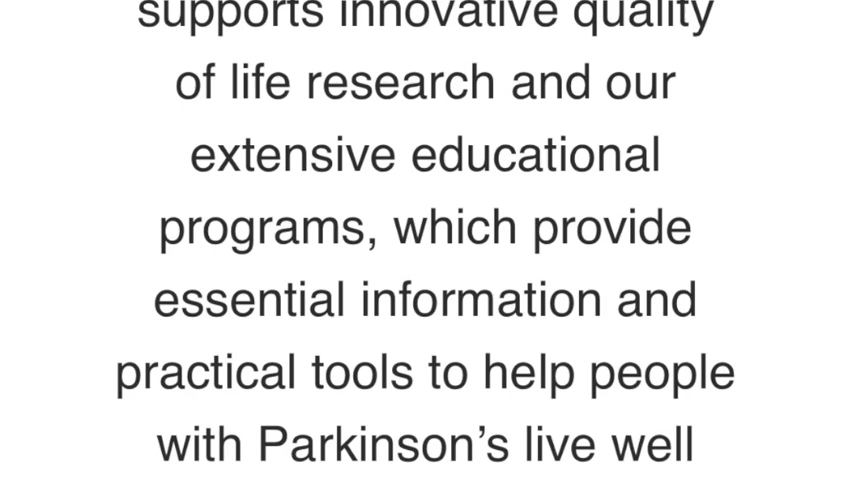 supports innovative quality
of life research and our
extensive educational
programs, which provide
essential information and
practical tools to help people
with Parkinson’s live well